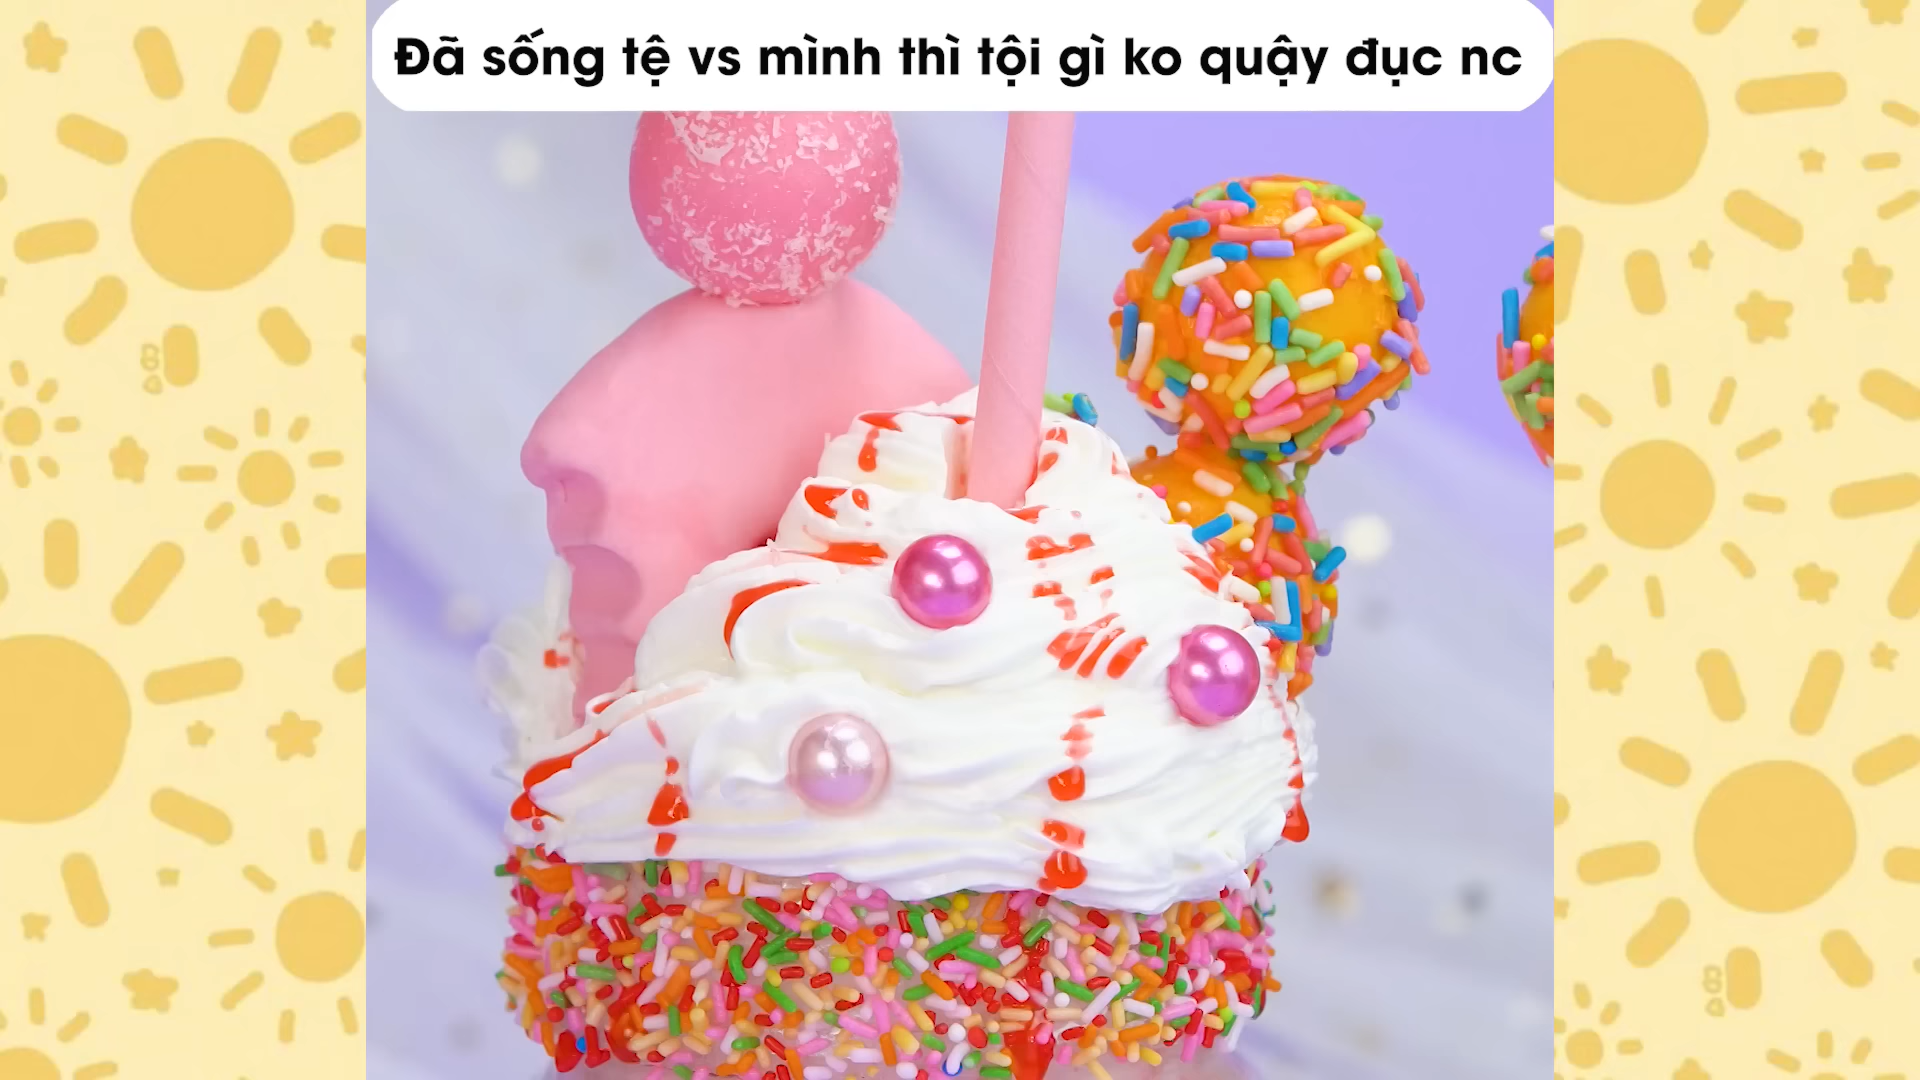 Đã sống tệ vs mình thì tội gì ko quậy đục nc